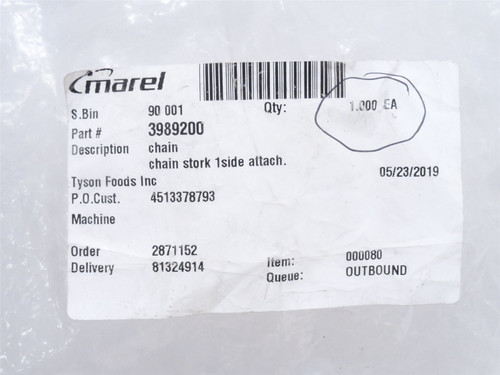 marel
S.Bin 90 001 Qty: 1.000 EA
Part # 3989200
Description chain
chain stork 1side attach.
Tyson Foods Inc 05/23/2019
P.O.Cust. 4513378793
Machine
Order 2871152 Item: 000080
Delivery 81324914 Queue: OUTBOUND